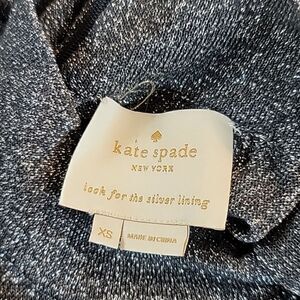 kate spade
NEW YORK
look for the silver lining
XS
MADE IN CHINA